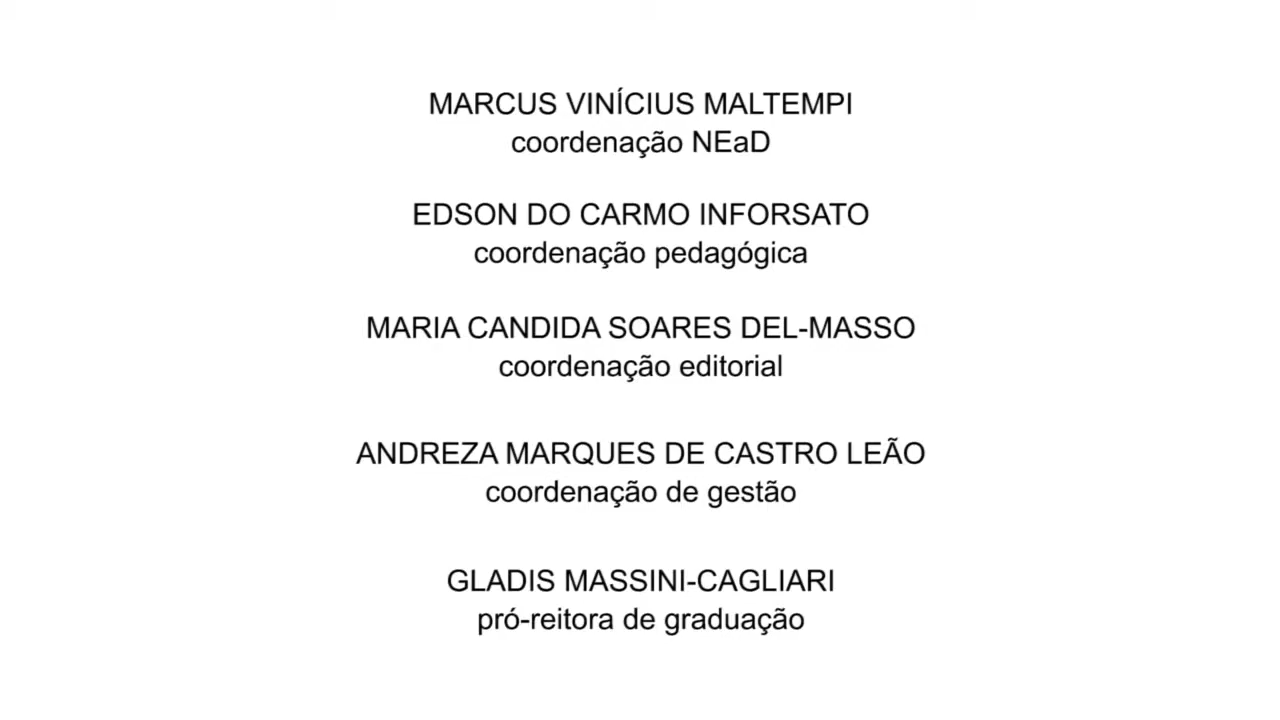 MARCUS VINÍCIUS MALTEMPI
coordenação NEaD
EDSON DO CARMO INFORSATO
coordenação pedagógica
MARIA CANDIDA SOARES DEL-MASSO
coordenação editorial
ANDREZA MARQUES DE CASTRO LEÃO
coordenação de gestão
GLADIS MASSINI-CAGLIARI
pró-reitora de graduação